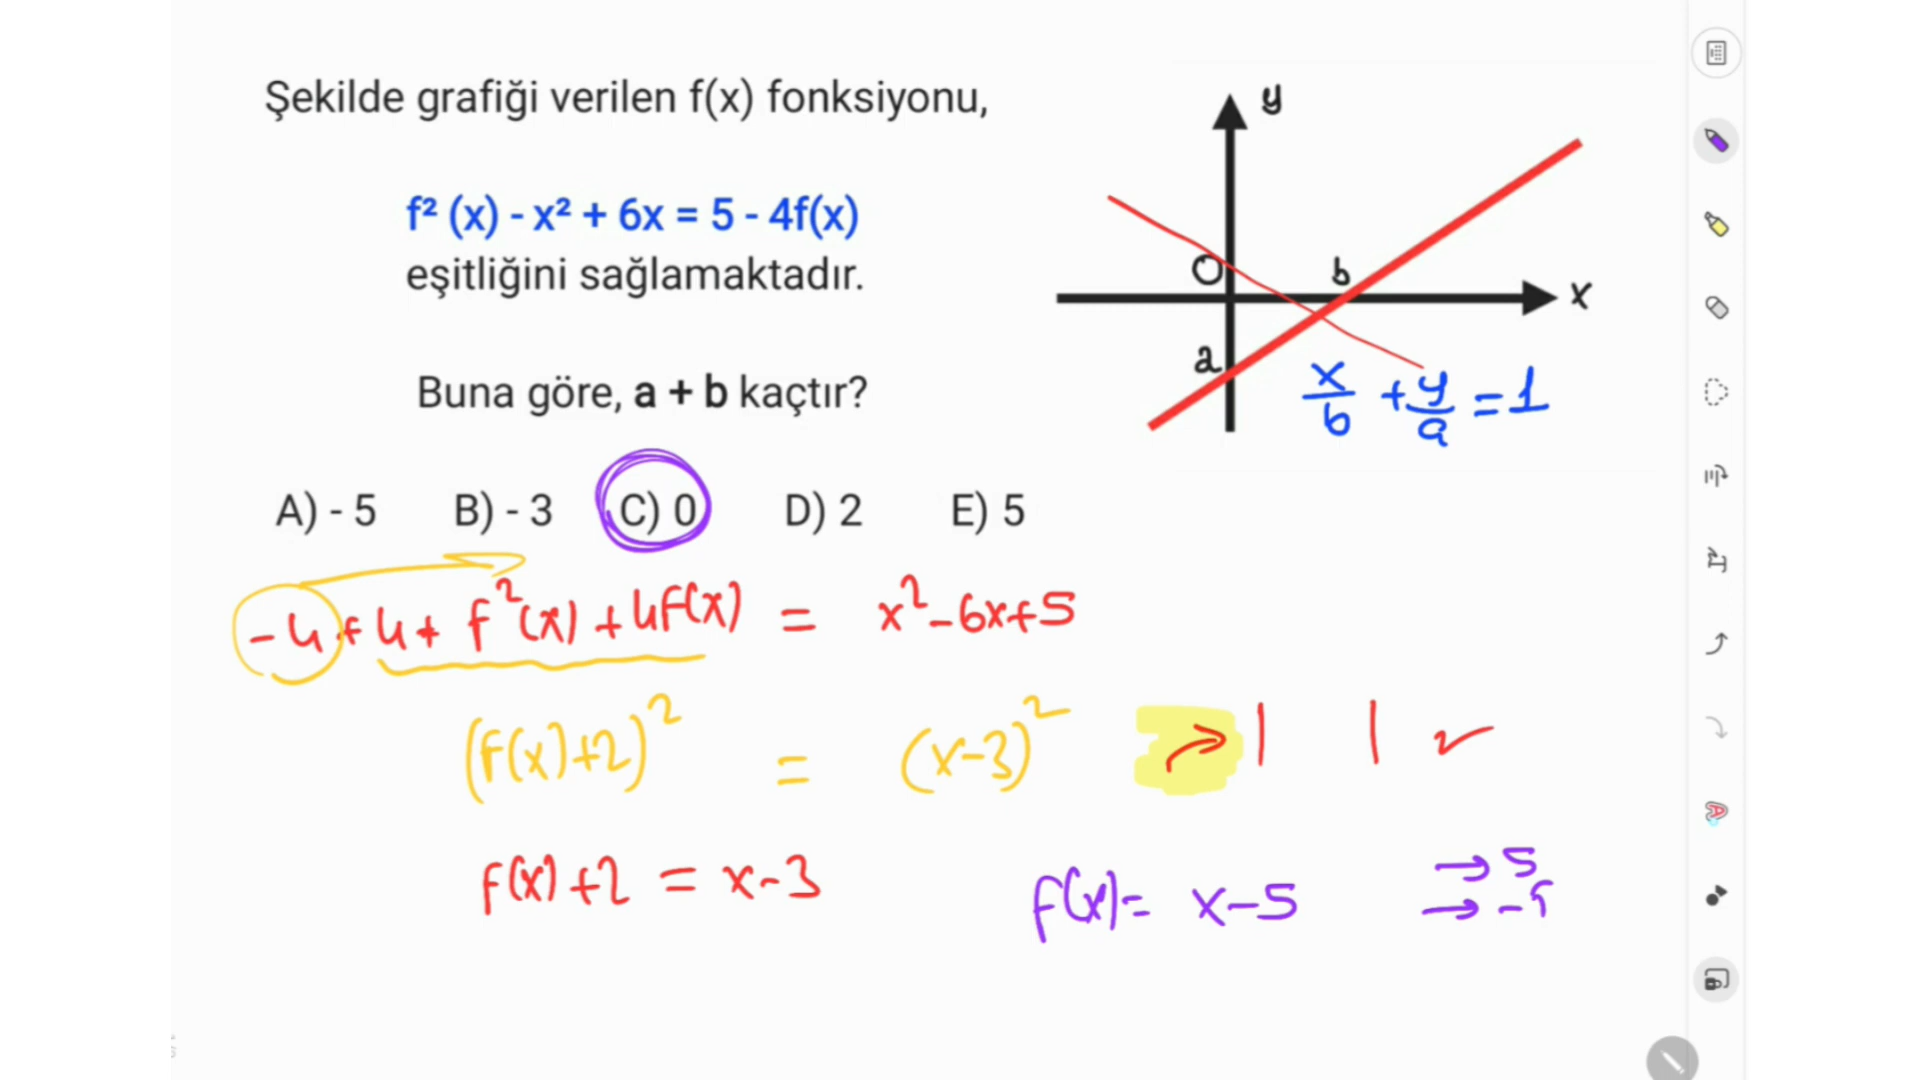 Şekilde grafiği verilen f(x) fonksiyonu,
f² (x) - x² + 6x = 5 - 4f(x)
eşitliğini sağlamaktadır.
Buna göre, a + b kaçtır?
y
O
b
x
a
x/b + y/a = 1
A) - 5 B) - 3 C) 0 D) 2 E) 5
-4 + 4 + f²(x) + 4f(x) = x² - 6x + 5
(f(x)+2)² = (x-3)²
f(x)+2 = x-3
f(x) = x-5
→ 5